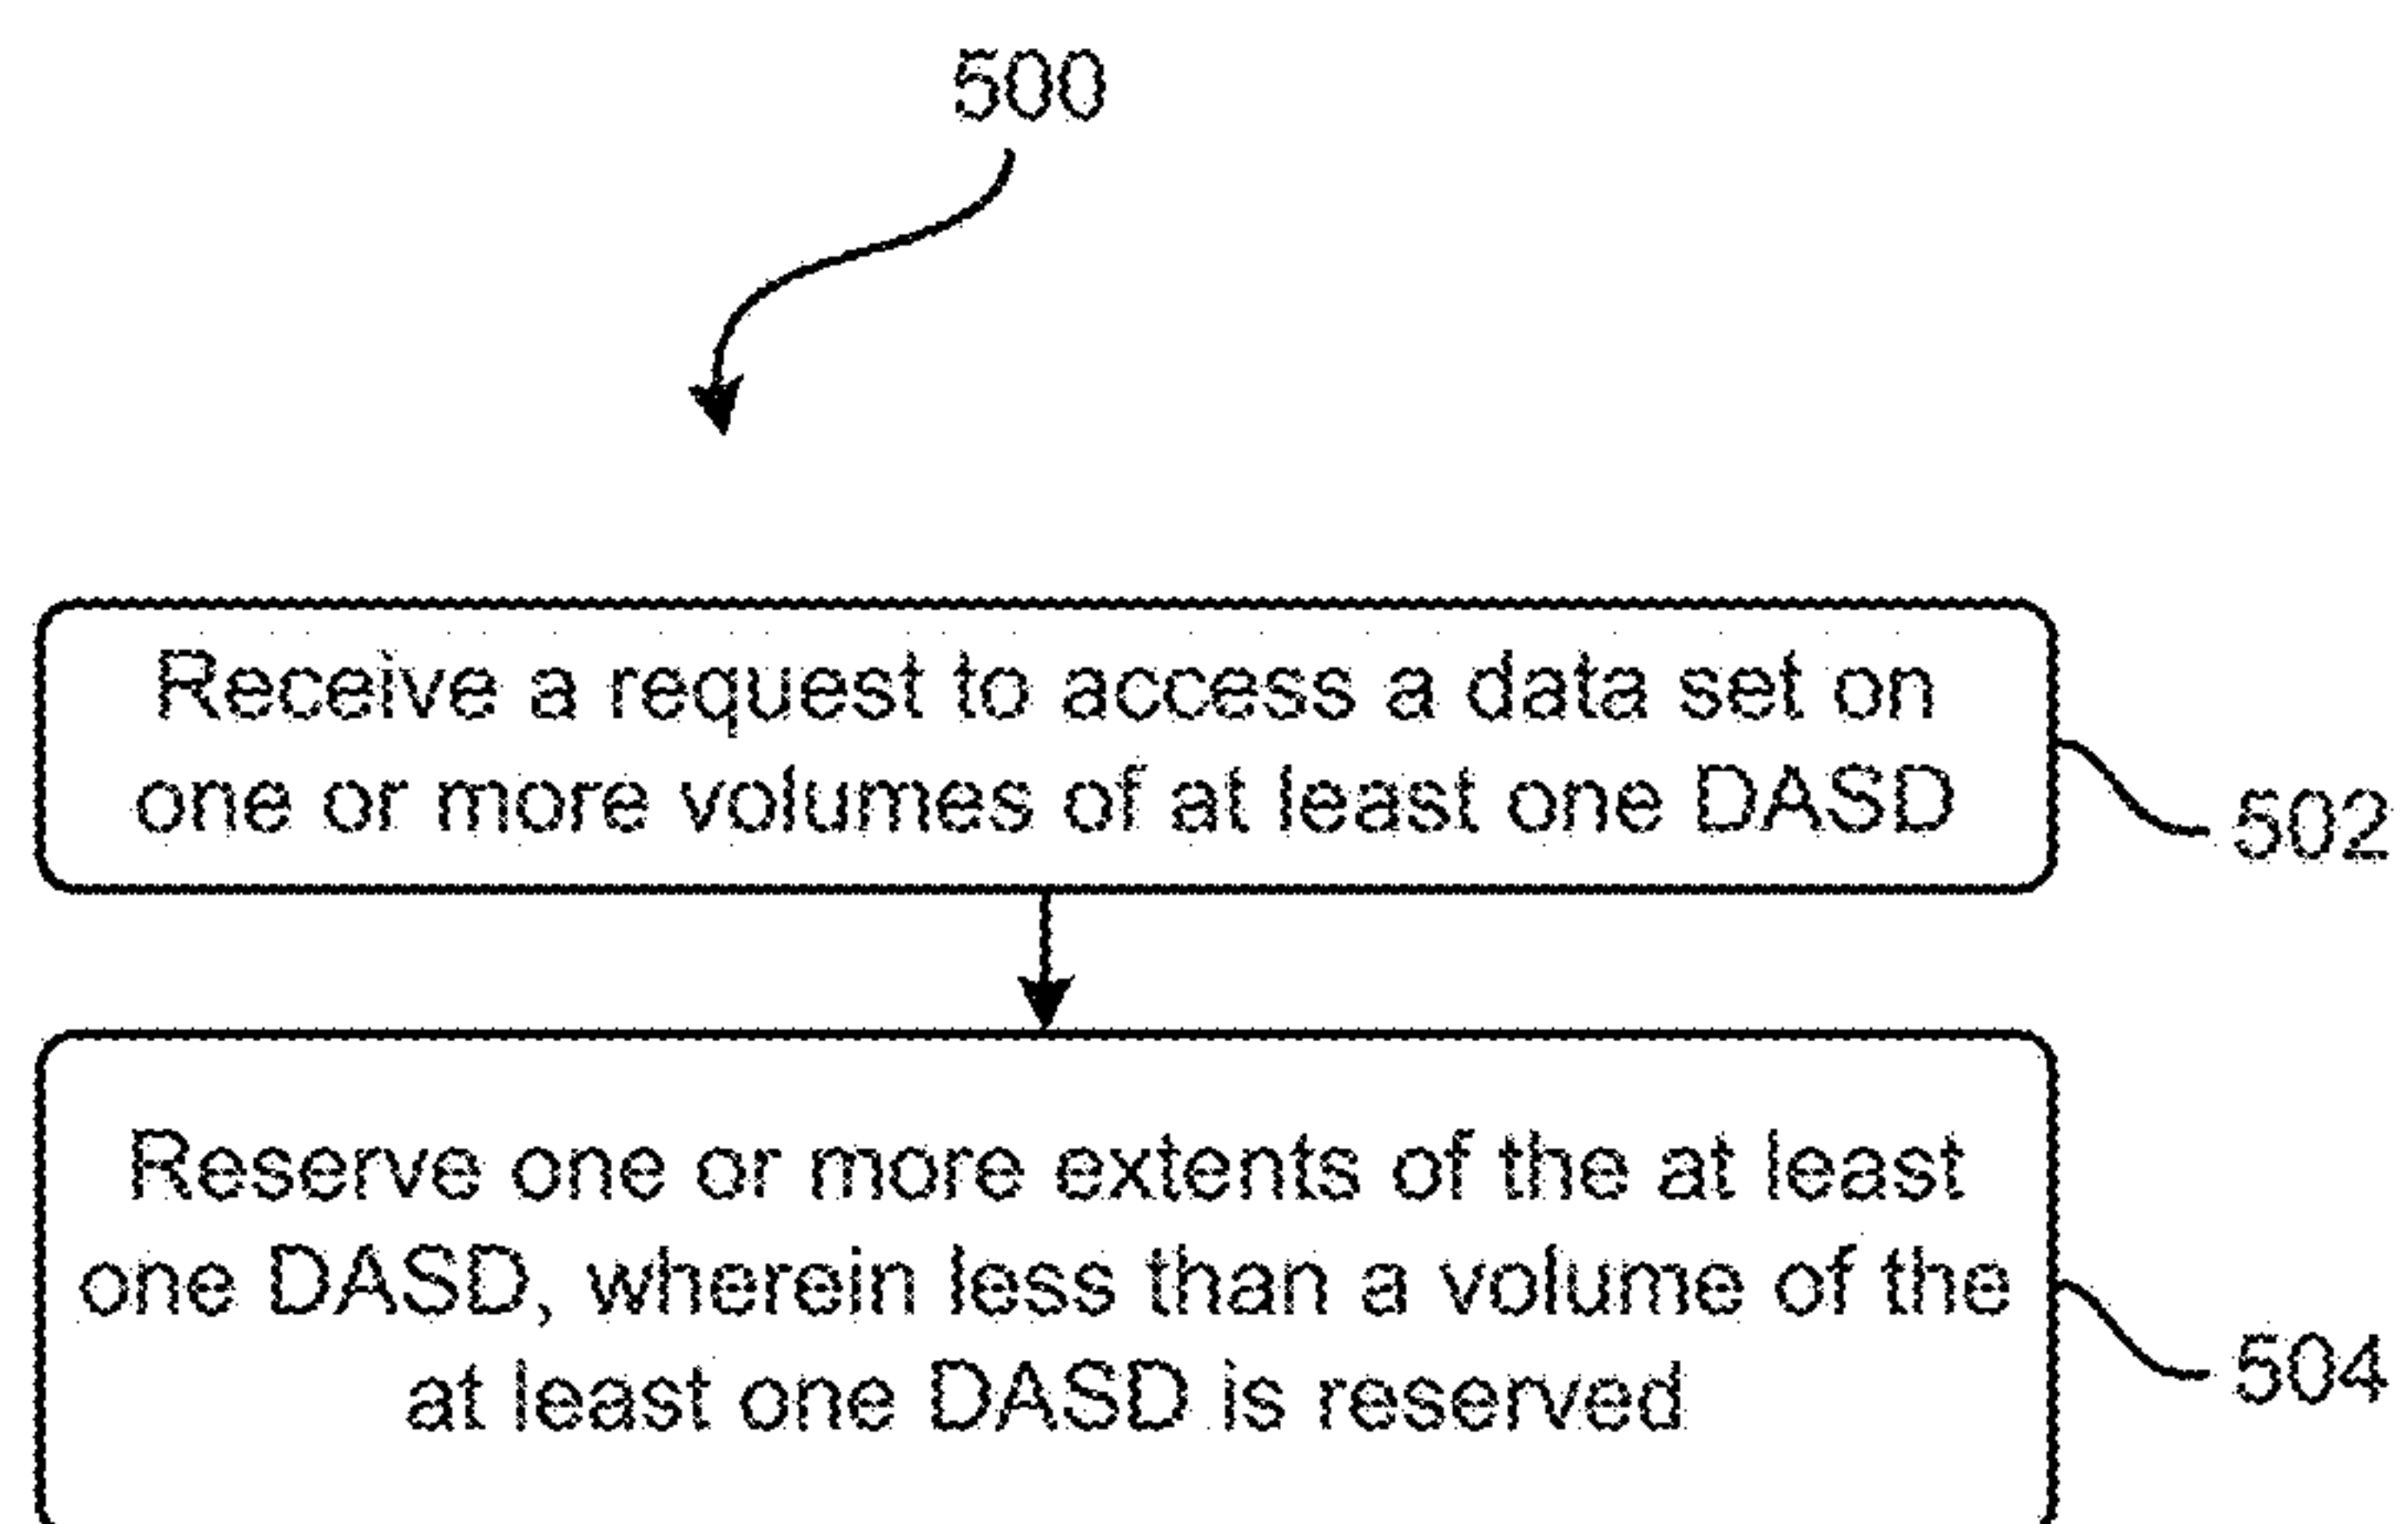 500
Receive a request to access a data set on
one or more volumes of at least one DASD
502
Reserve one or more extents of the at least
one DASD, wherein less than a volume of the
at least one DASD is reserved
504